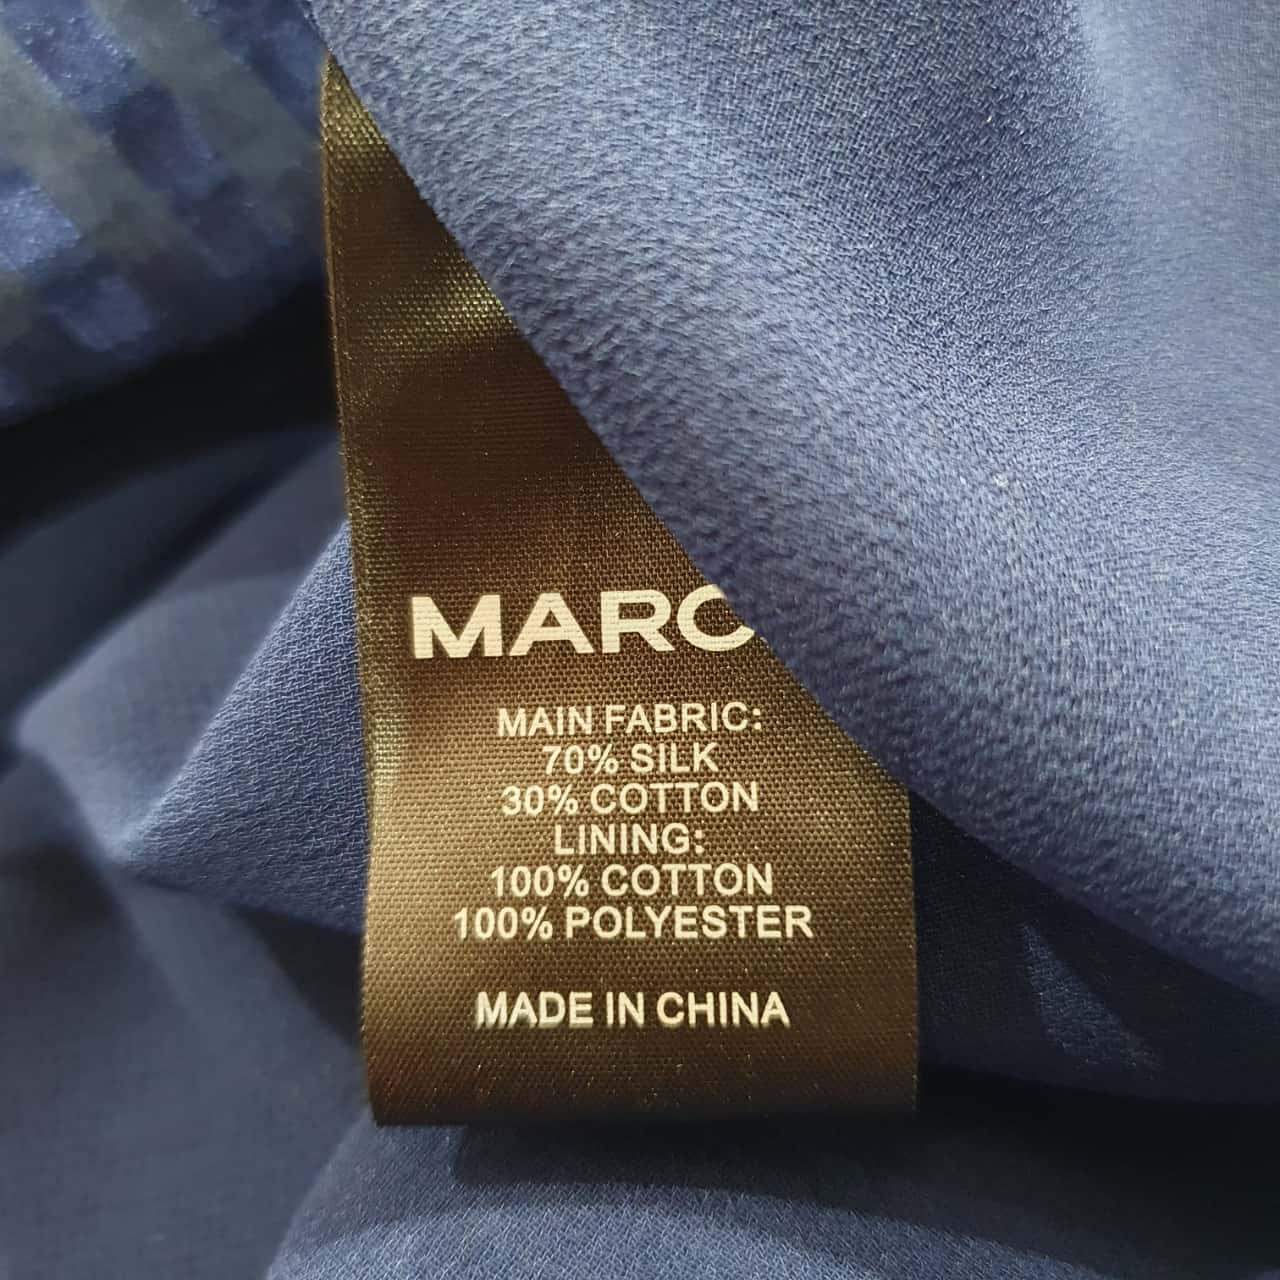 MARC
MAIN FABRIC:
70% SILK
30% COTTON
LINING:
100% COTTON
100% POLYESTER
MADE IN CHINA